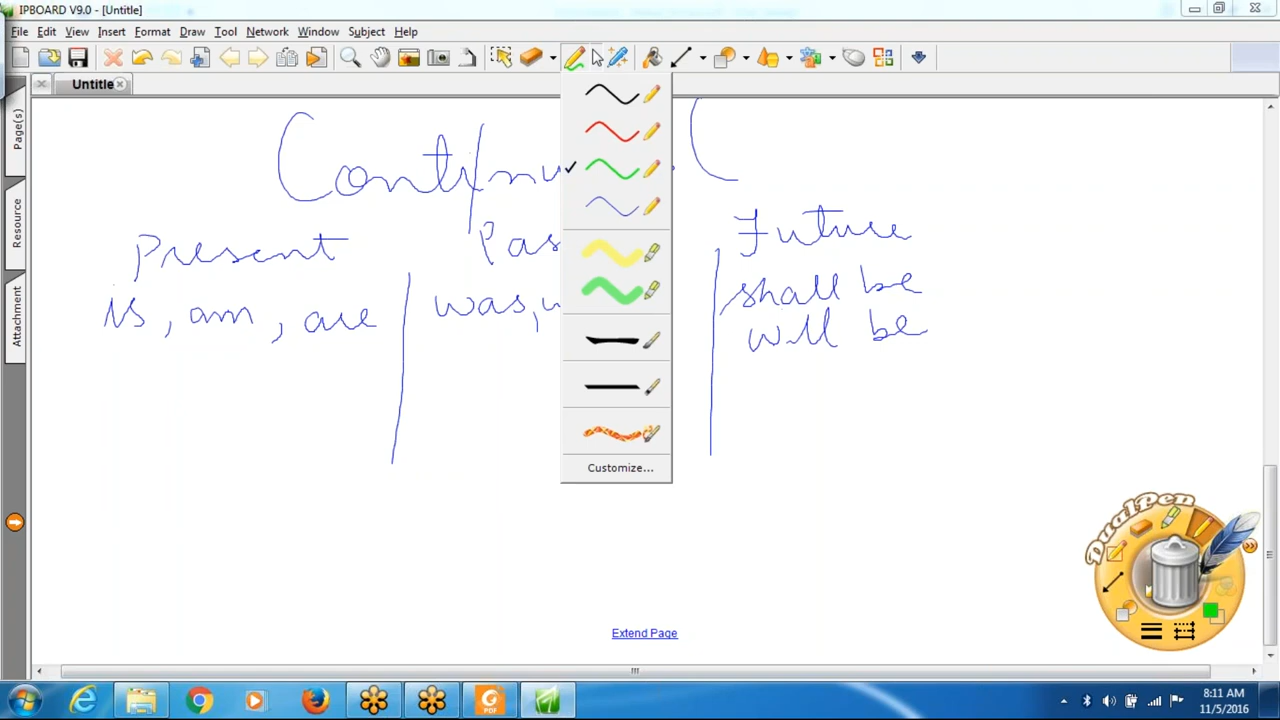 IPBOARD V9.0 - [Untitle]
File Edit View Insert Format Draw Tool Network Window Subject Help
Untitle
Page(s)
Resource
Attachment
Present
is, am, are
was,
Future
shall be
will be
Customize...
DualPen
Extend Page
PDF
8:11 AM
11/5/2016